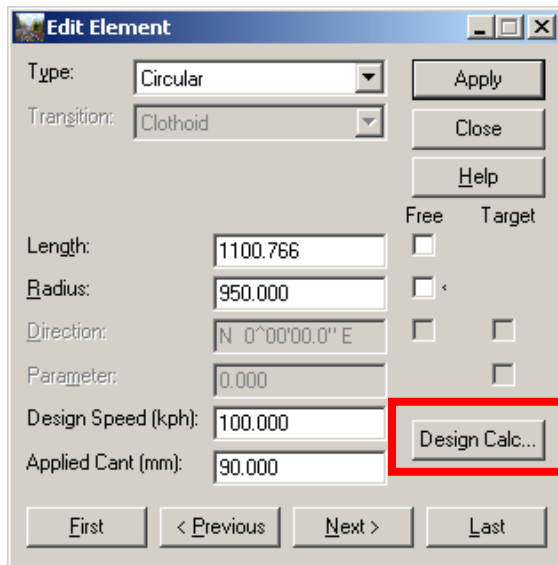 Edit Element
Type: Circular Apply
Transition: Clothoid Close
Help
Free Target
Length: 1100.766
Radius: 950.000
Direction: N 0^00'00.0" E
Parameter: 0.000
Design Speed (kph): 100.000 Design Calc...
Applied Cant (mm): 90.000
First < Previous Next > Last